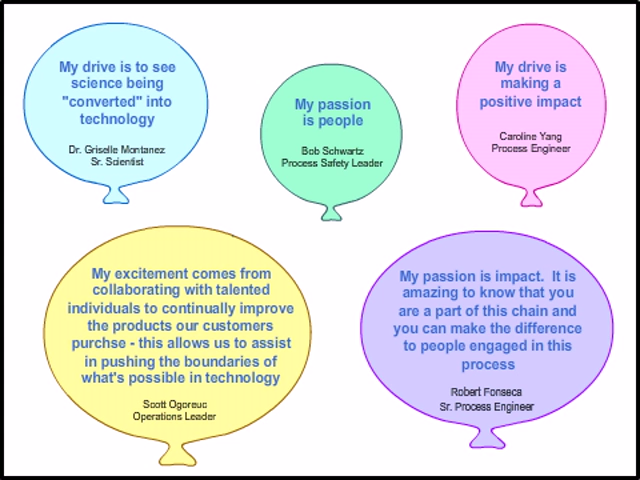 My drive is to see
science being
"converted" into
technology
Dr. Griselle Montanez
Sr. Scientist
My passion
is people
Bob Schwartz
Process Safety Leader
My drive is
making a
positive impact
Caroline Yang
Process Engineer
My excitement comes from
collaborating with talented
individuals to continually improve
the products our customers
purchse - this allows us to assist
in pushing the boundaries of
what's possible in technology
Scott Ogoreuc
Operations Leader
My passion is impact.  It is
amazing to know that you
are a part of this chain and
you can make the difference
to people engaged in this
process
Robert Fonseca
Sr. Process Engineer